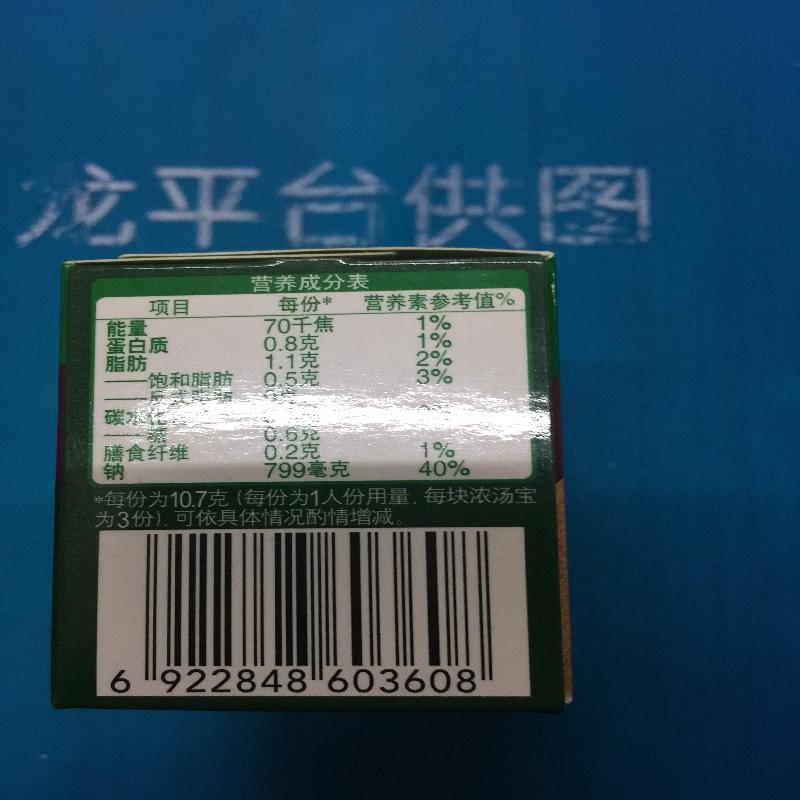 龙平台供图
营养成分表
项目 每份* 营养素参考值%
能量 70千焦 1%
蛋白质 0.8克 1%
脂肪 1.1克 2%
——饱和脂肪 0.5克 3%
碳水化
——糖 0.6克
膳食纤维 0.2克 1%
钠 799毫克 40%
*每份为10.7克（每份为1人份用量，每块浓汤宝
为3份），可依具体情况酌情增减。
6 922848 603608